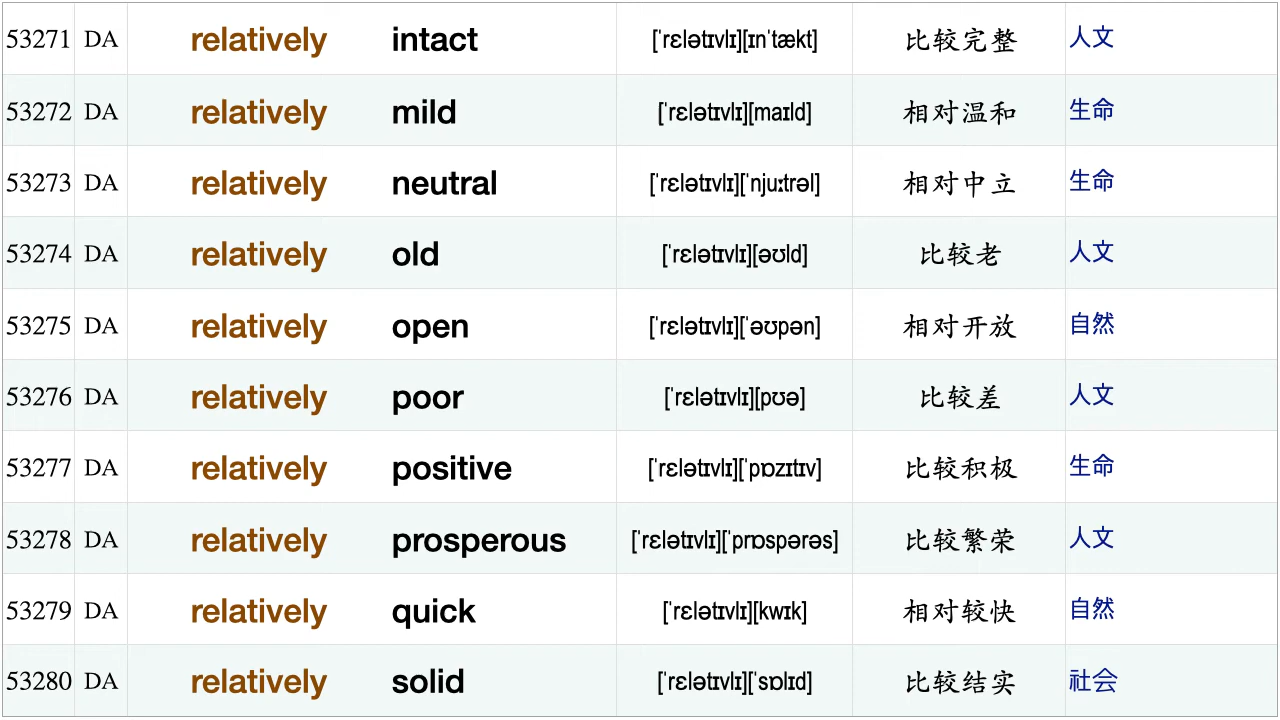 53271 DA relatively intact [ˈrɛlətɪvlɪ][ɪnˈtækt] 比较完整 人文
53272 DA relatively mild [ˈrɛlətɪvlɪ][maɪld] 相对温和 生命
53273 DA relatively neutral [ˈrɛlətɪvlɪ][ˈnjuːtrəl] 相对中立 生命
53274 DA relatively old [ˈrɛlətɪvlɪ][əʊld] 比较老 人文
53275 DA relatively open [ˈrɛlətɪvlɪ][ˈəʊpən] 相对开放 自然
53276 DA relatively poor [ˈrɛlətɪvlɪ][pʊə] 比较差 人文
53277 DA relatively positive [ˈrɛlətɪvlɪ][ˈpɒzɪtɪv] 比较积极 生命
53278 DA relatively prosperous [ˈrɛlətɪvlɪ][ˈprɒspərəs] 比较繁荣 人文
53279 DA relatively quick [ˈrɛlətɪvlɪ][kwɪk] 相对较快 自然
53280 DA relatively solid [ˈrɛlətɪvlɪ][ˈsɒlɪd] 比较结实 社会